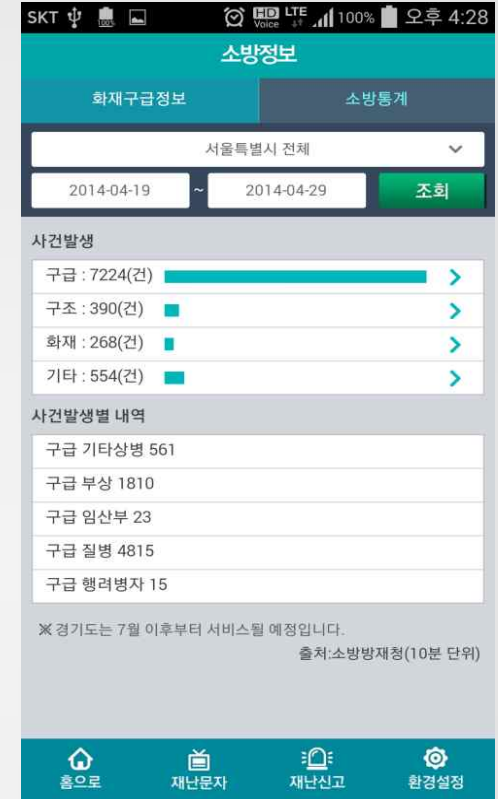 SKT HD Voice LTE 100% 오후 4:28
소방정보
화재구급정보 소방통계
서울특별시 전체
2014-04-19 ~ 2014-04-29 조회
사건발생
구급 : 7224(건)
구조 : 390(건)
화재 : 268(건)
기타 : 554(건)
사건발생별 내역
구급 기타상병 561
구급 부상 1810
구급 임산부 23
구급 질병 4815
구급 행려병자 15
※ 경기도는 7월 이후부터 서비스될 예정입니다.
출처:소방방재청(10분 단위)
홈으로 재난문자 재난신고 환경설정